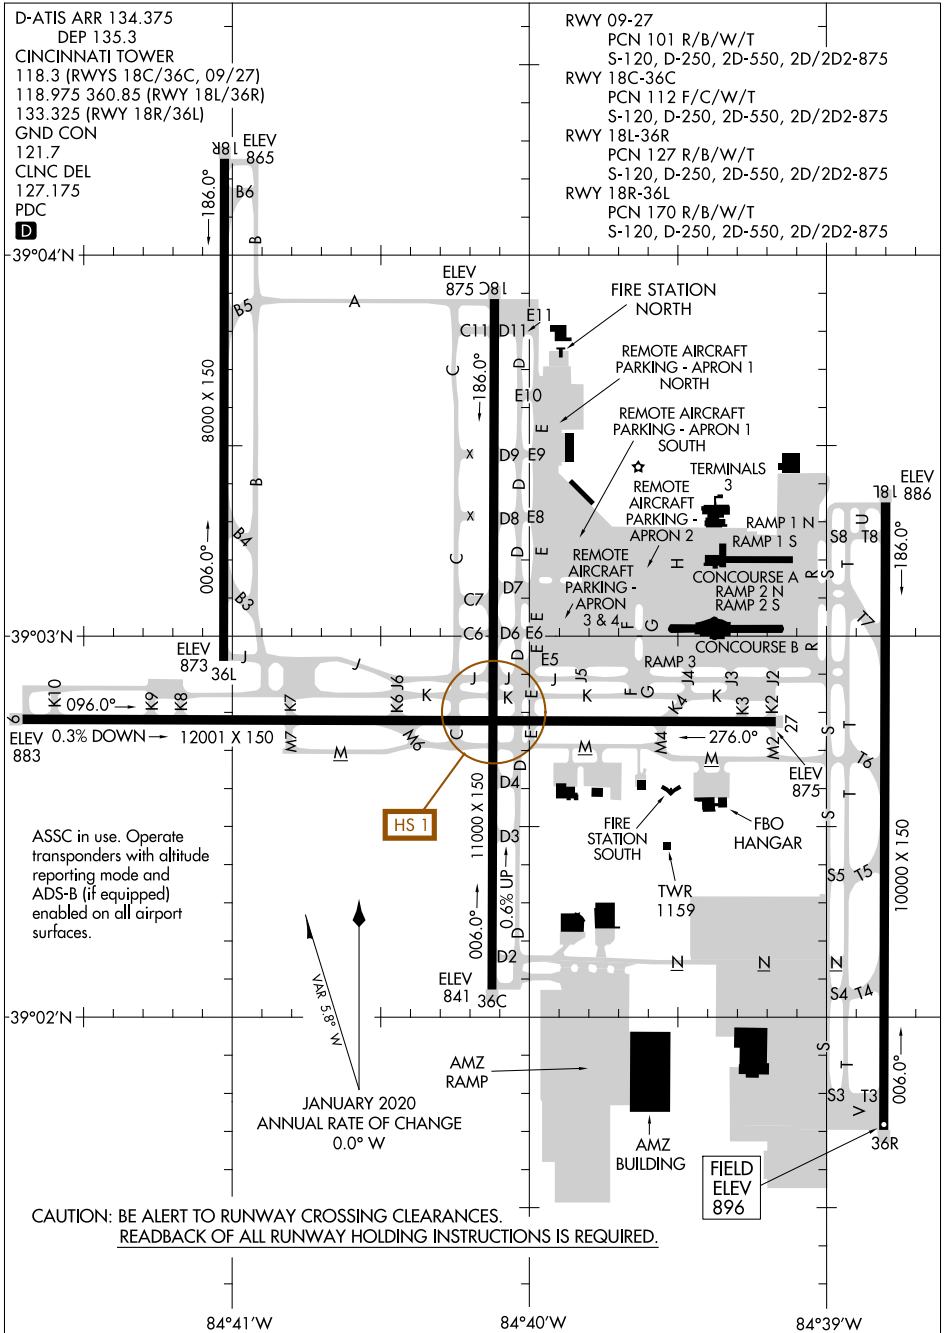 D-ATIS ARR 134.375
DEP 135.3
CINCINNATI TOWER
118.3 (RWYS 18C/36C, 09/27)
118.975 360.85 (RWY 18L/36R)
133.325 (RWY 18R/36L)
GND CON
121.7
CLNC DEL
127.175
PDC
D
RWY 09-27
PCN 101 R/B/W/T
S-120, D-250, 2D-550, 2D/2D2-875
RWY 18C-36C
PCN 112 F/C/W/T
S-120, D-250, 2D-550, 2D/2D2-875
RWY 18L-36R
PCN 127 R/B/W/T
S-120, D-250, 2D-550, 2D/2D2-875
RWY 18R-36L
PCN 170 R/B/W/T
S-120, D-250, 2D-550, 2D/2D2-875
18R
ELEV
865
186.0°
B6
B
39°04'N
B5
A
8000 X 150
B
006.0°
B4
B3
ELEV
873
36L
J
ELEV
875
18C
C11
D11
E11
186.0°
C
D
E10
E
X
D9
E9
D
X
D8
E8
C
D
E
D7
C7
E
C6
D6
E6
D
E
E5
FIRE STATION
NORTH
REMOTE AIRCRAFT
PARKING - APRON 1
NORTH
REMOTE AIRCRAFT
PARKING - APRON 1
SOUTH
REMOTE
AIRCRAFT
PARKING -
APRON 2
REMOTE
AIRCRAFT
PARKING -
APRON
3 & 4
TERMINALS
3
RAMP 1 N
RAMP 1 S
H
CONCOURSE A
RAMP 2 N
RAMP 2 S
F
G
CONCOURSE B
RAMP 3
R
R
ELEV
886
18L
U
S8
T8
186.0°
S
T
T7
39°03'N
J
J6
J
J
J
J5
F
G
J4
J3
J2
K10
K9
K8
K7
K6
K
K
E
K
K4
K
K3
K2
9
096.0°
27
ELEV
883
0.3% DOWN
12001 X 150
M7
M
M6
C
E
E
M
M4
276.0°
M
M2
ELEV
875
S
T
T6
D
D4
HS 1
11000 X 150
D3
0.6% UP
006.0°
D
D2
ELEV
841
36C
FIRE
STATION
SOUTH
FBO
HANGAR
TWR
1159
T
S
S5
T5
10000 X 150
N
N
N
S4
T4
006.0°
S
T
S3
T3
V
36R
ASSC in use. Operate
transponders with altitude
reporting mode and
ADS-B (if equipped)
enabled on all airport
surfaces.
39°02'N
VAR 5.8° W
JANUARY 2020
ANNUAL RATE OF CHANGE
0.0° W
AMZ
RAMP
AMZ
BUILDING
FIELD
ELEV
896
CAUTION: BE ALERT TO RUNWAY CROSSING CLEARANCES.
READBACK OF ALL RUNWAY HOLDING INSTRUCTIONS IS REQUIRED.
84°41'W
84°40'W
84°39'W